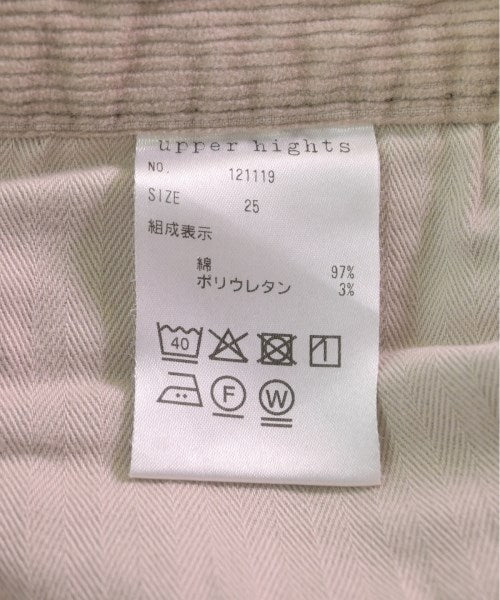 upper hights
NO. 121119
SIZE 25
組成表示
綿 97%
ポリウレタン 3%
40
F W